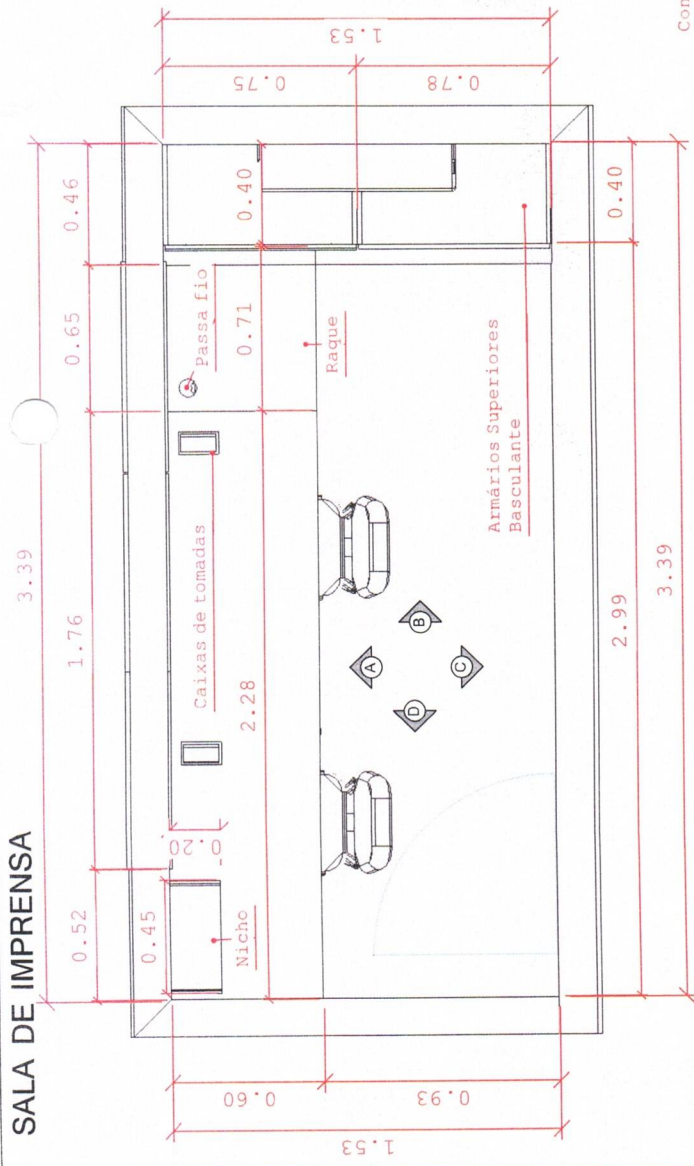 SALA DE IMPRENSA
3.39
0.52
1.76
0.65
0.46
0.45
0.20
Caixas de tomadas
Passa fio
2.28
0.71
0.40
Nicho
Raque
1.53
0.60
0.93
1.53
0.75
0.78
A
B
C
D
Armários Superiores
Basculante
2.99
0.40
3.39